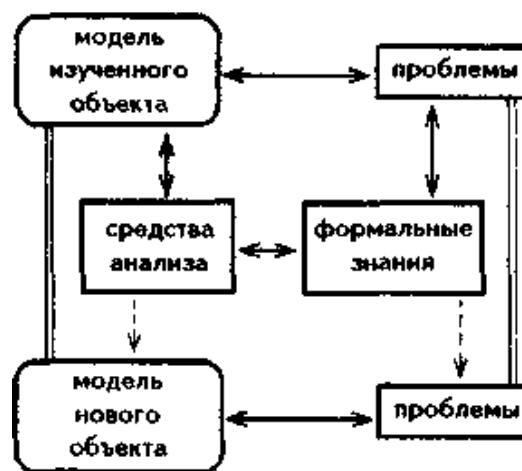 модель
изученного
объекта
проблемы
средства
анализа
формальные
знания
модель
нового
объекта
проблемы